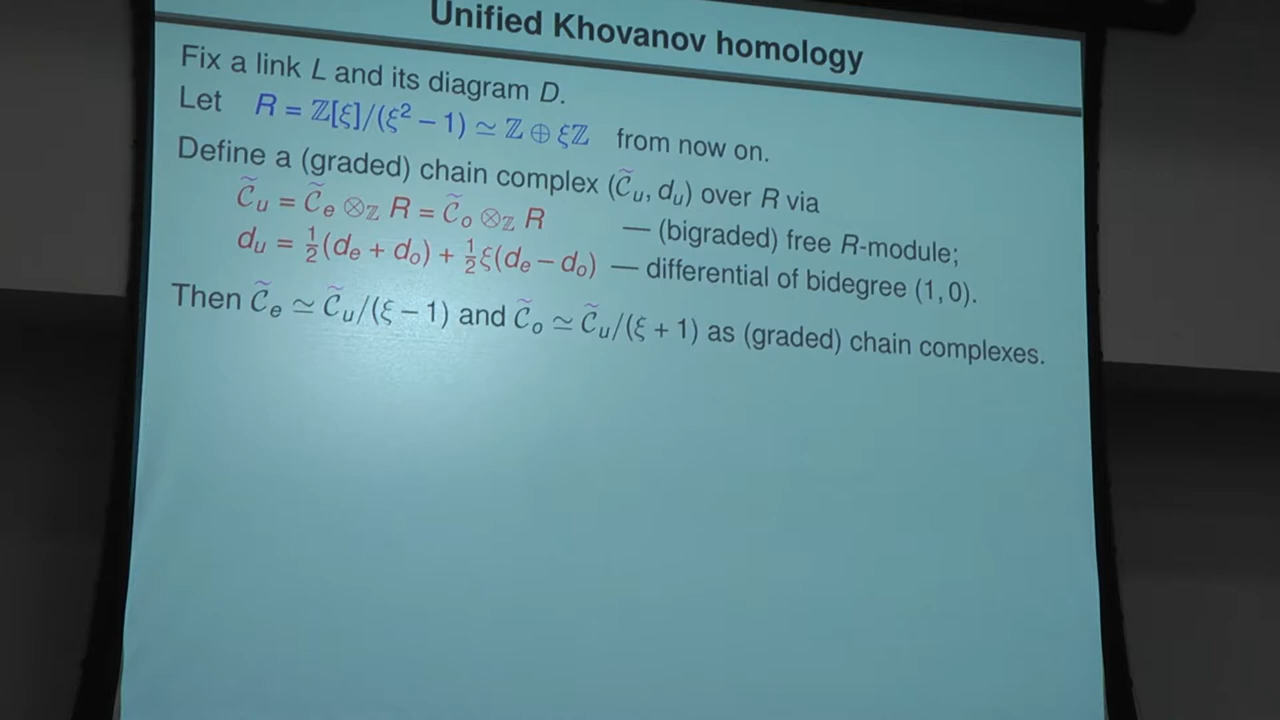 Unified Khovanov homology
Fix a link L and its diagram D.
Let R = ℤ[ξ]/(ξ² − 1) ≃ ℤ ⊕ ξℤ from now on.
Define a (graded) chain complex (C̃ᵤ, dᵤ) over R via
C̃ᵤ = C̃ₑ ⊗_ℤ R = C̃ₒ ⊗_ℤ R — (bigraded) free R-module;
dᵤ = ½(dₑ + dₒ) + ½ξ(dₑ − dₒ) — differential of bidegree (1, 0).
Then C̃ₑ ≃ C̃ᵤ/(ξ − 1) and C̃ₒ ≃ C̃ᵤ/(ξ + 1) as (graded) chain complexes.